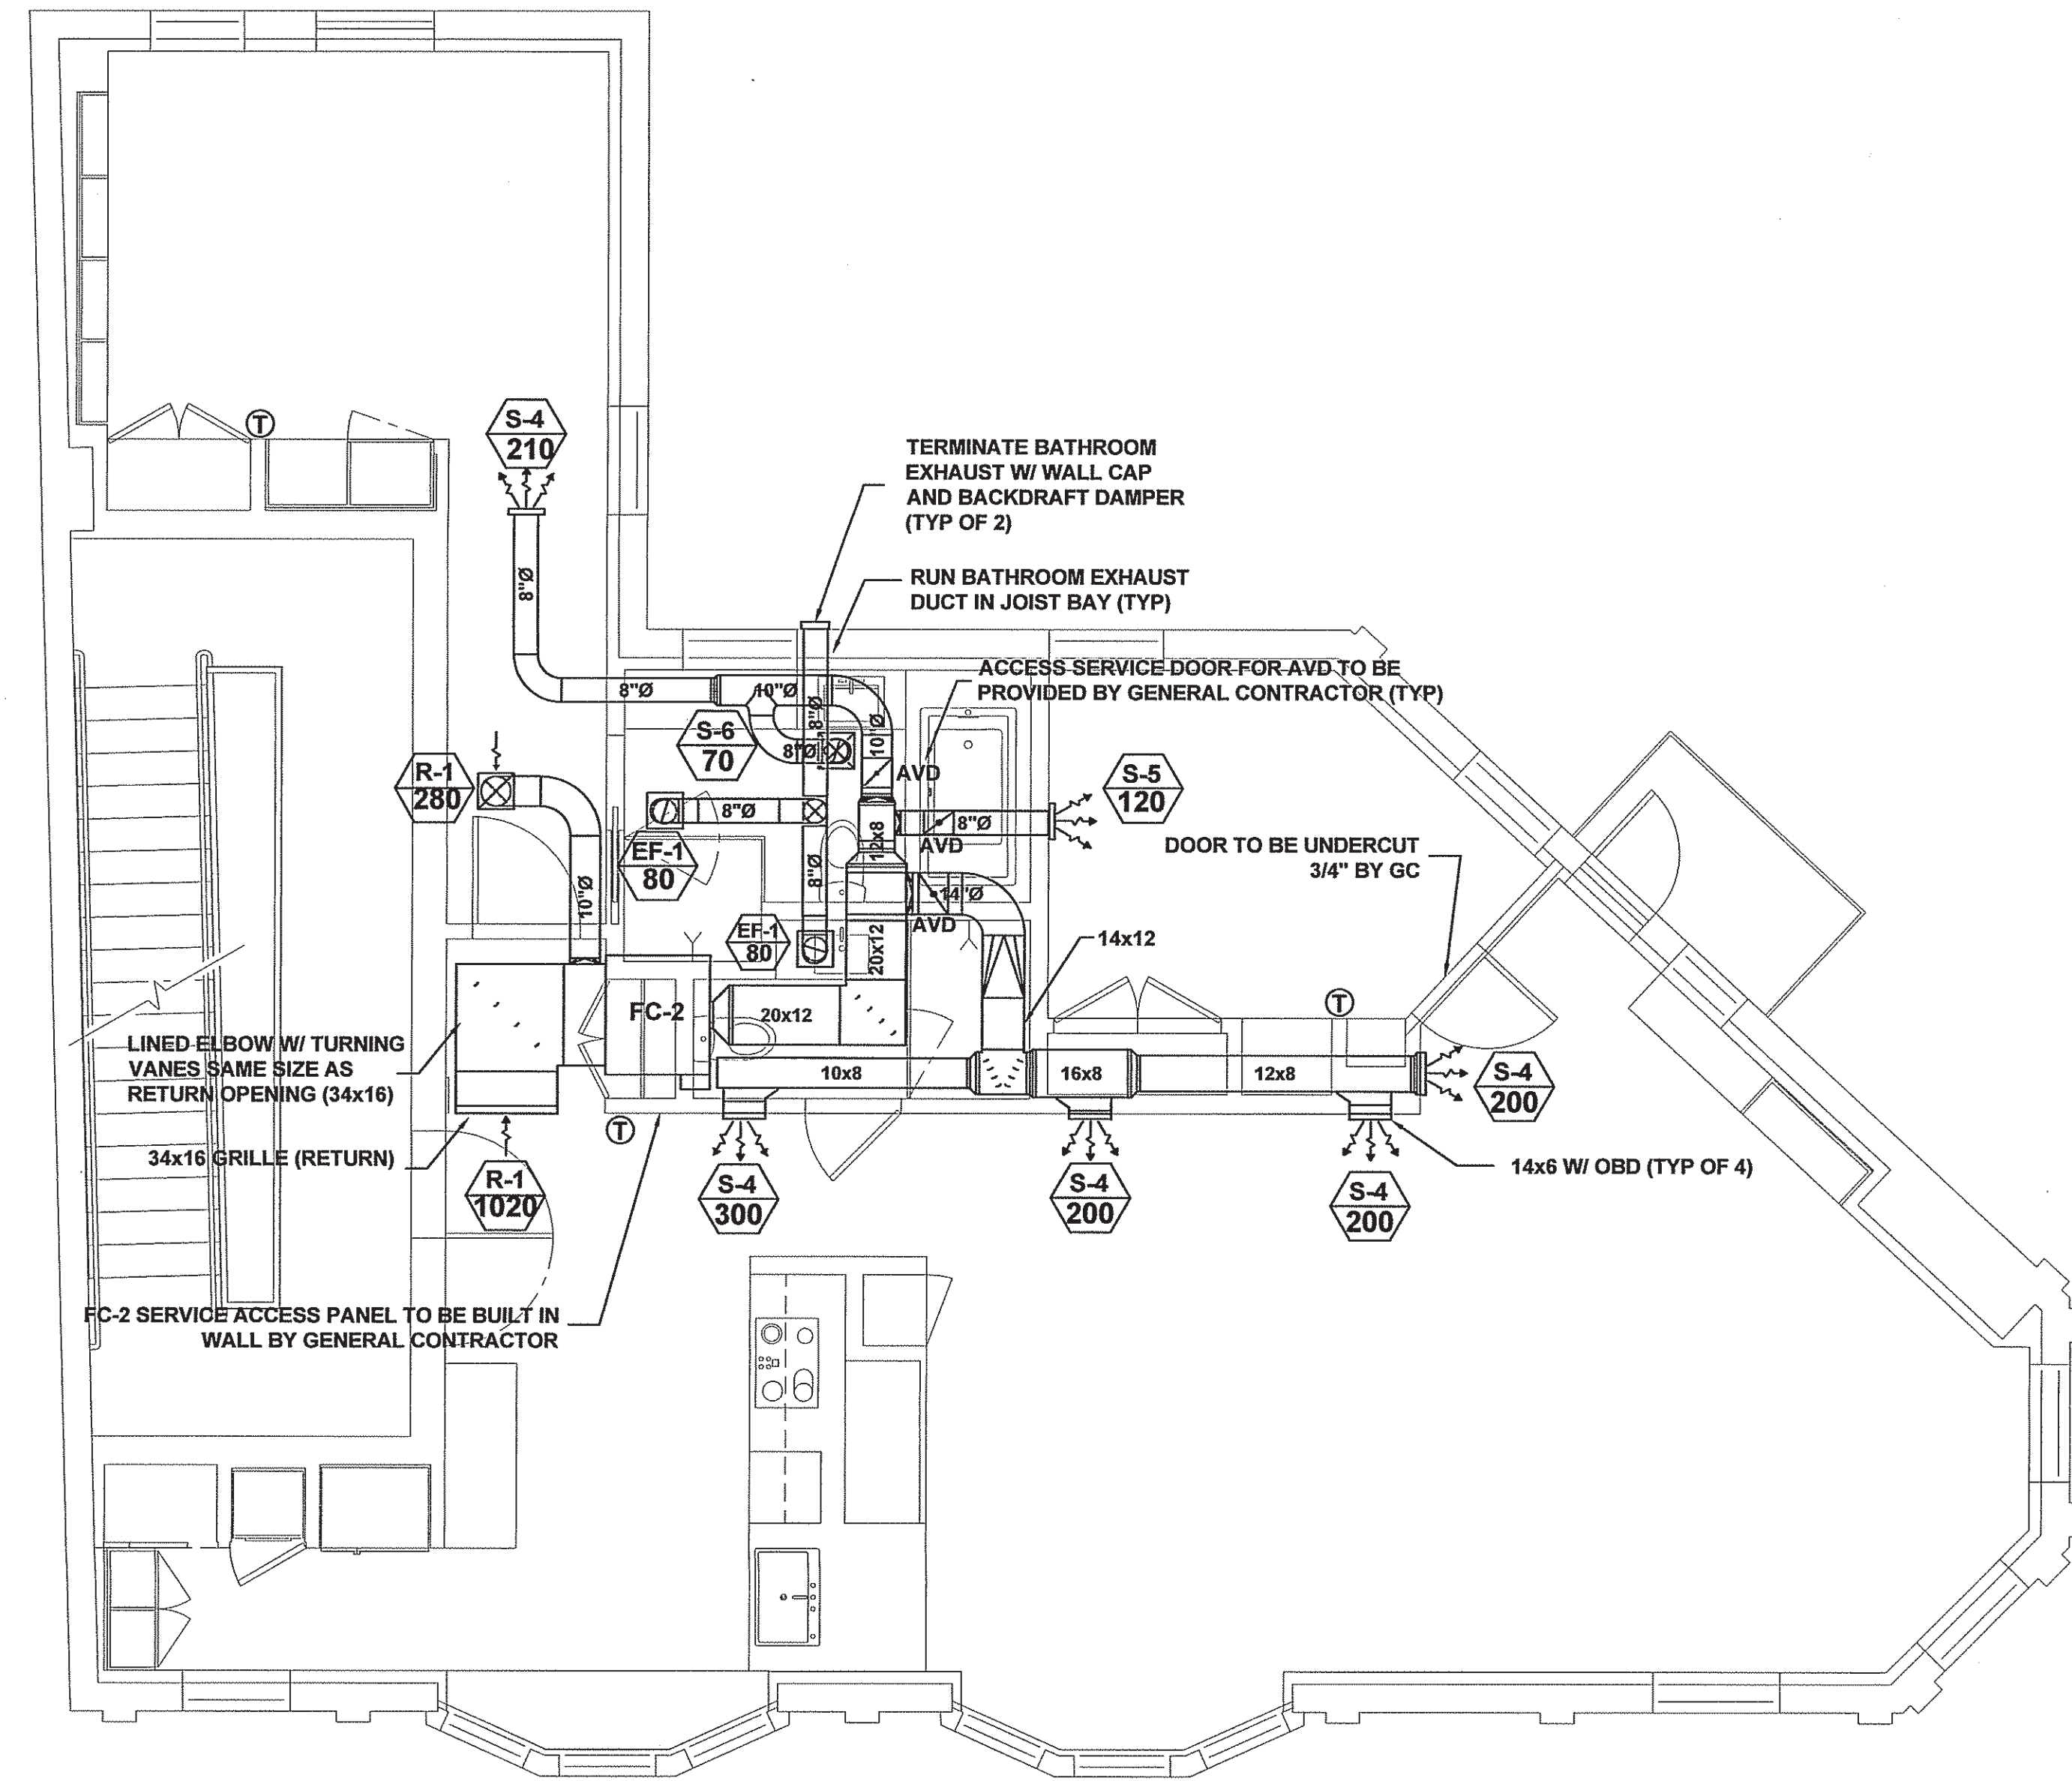 T
S-4
210
TERMINATE BATHROOM
EXHAUST W/ WALL CAP
AND BACKDRAFT DAMPER
(TYP OF 2)
8"Ø
RUN BATHROOM EXHAUST
DUCT IN JOIST BAY (TYP)
ACCESS SERVICE DOOR FOR AVD TO BE
PROVIDED BY GENERAL CONTRACTOR (TYP)
8"Ø
10"Ø
8"Ø
10"Ø
S-6
70
8"Ø
AVD
R-1
280
S-5
120
8"Ø
8"Ø
AVD
12x8
DOOR TO BE UNDERCUT
3/4" BY GC
EF-1
80
8"Ø
10"Ø
14"Ø
AVD
EF-1
80
20x12
14x12
FC-2
20x12
T
LINED ELBOW W/ TURNING
VANES SAME SIZE AS
RETURN OPENING (34x16)
10x8
16x8
12x8
S-4
200
T
34x16 GRILLE (RETURN)
R-1
1020
S-4
300
S-4
200
S-4
200
14x6 W/ OBD (TYP OF 4)
FC-2 SERVICE ACCESS PANEL TO BE BUILT IN
WALL BY GENERAL CONTRACTOR